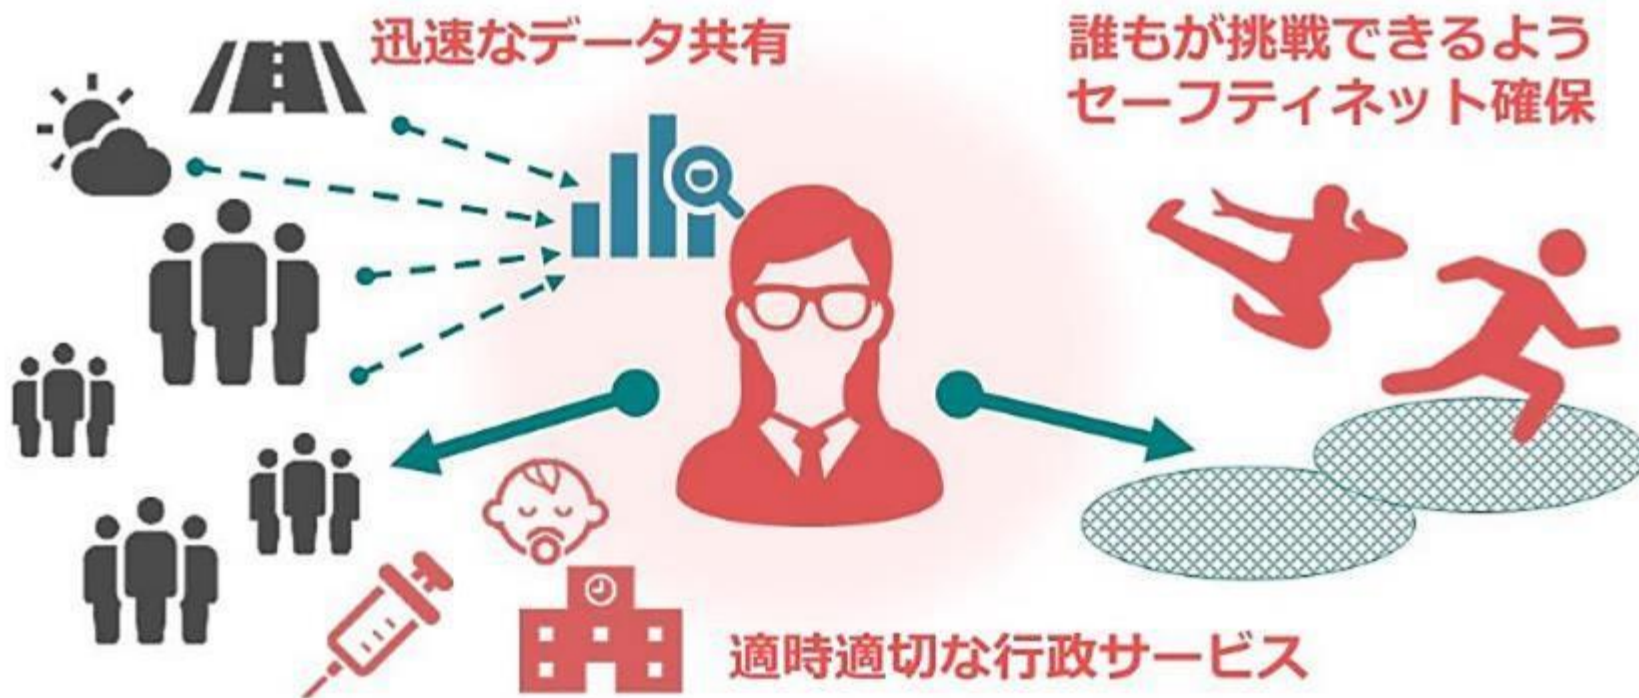 迅速なデータ共有
誰もが挑戦できるよう
セーフティネット確保
適時適切な行政サービス